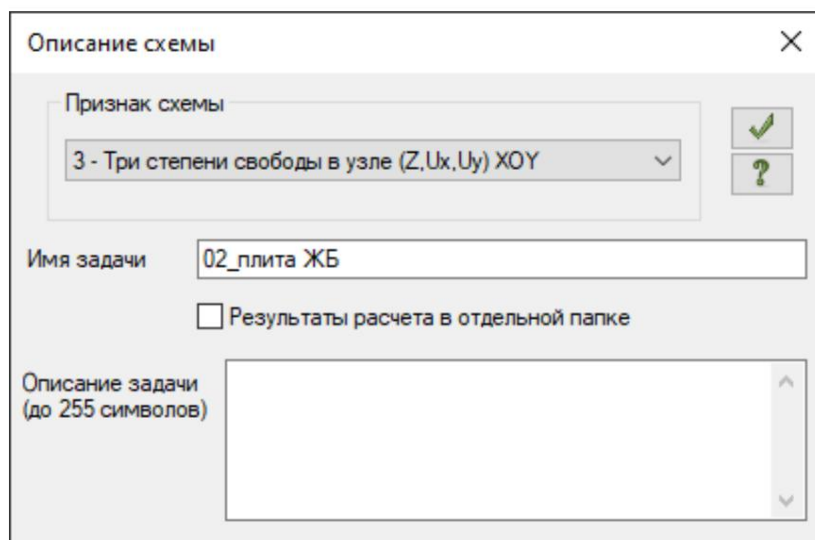 Описание схемы
Признак схемы
3 - Три степени свободы в узле (Z,Ux,Uy) XOY
Имя задачи
02_плита ЖБ
Результаты расчета в отдельной папке
Описание задачи
(до 255 символов)